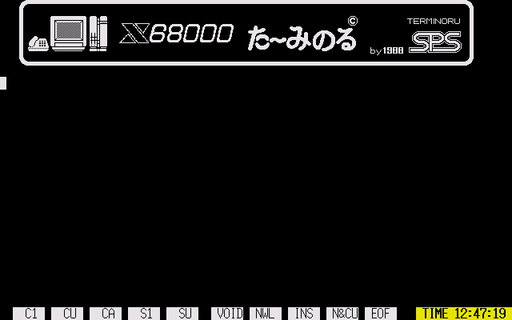 X68000 た～みのる © TERMINORU
by 1988 SPS
C1 CU CA S1 SU VOID NWL INS N&CU EOF TIME 12:47:19